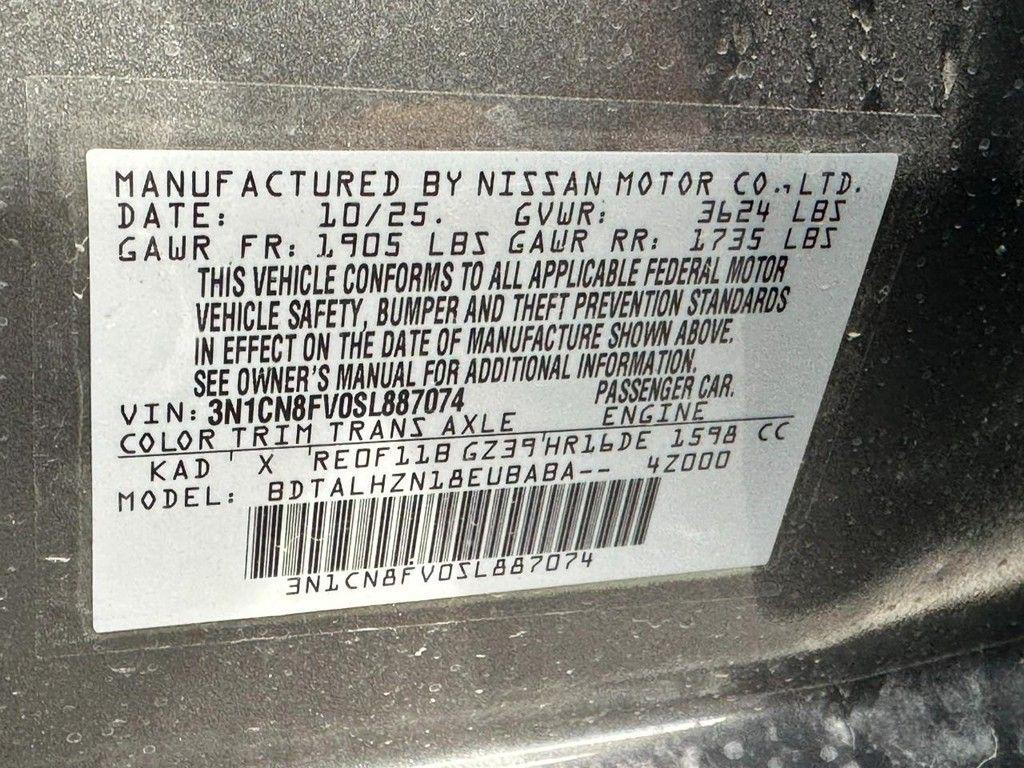 MANUFACTURED BY NISSAN MOTOR CO.,LTD.
DATE: 10/25. GVWR: 3624 LBS
GAWR FR: 1905 LBS GAWR RR: 1735 LBS
THIS VEHICLE CONFORMS TO ALL APPLICABLE FEDERAL MOTOR
VEHICLE SAFETY, BUMPER AND THEFT PREVENTION STANDARDS
IN EFFECT ON THE DATE OF MANUFACTURE SHOWN ABOVE.
SEE OWNER'S MANUAL FOR ADDITIONAL INFORMATION.
VIN: 3N1CN8FV0SL887074 PASSENGER CAR.
COLOR TRIM TRANS AXLE ENGINE
KAD X RE0F11B GZ39 HR16DE 1598 CC
MODEL: BDTALHZN18EUBABA-- 4Z000
3N1CN8FV0SL887074